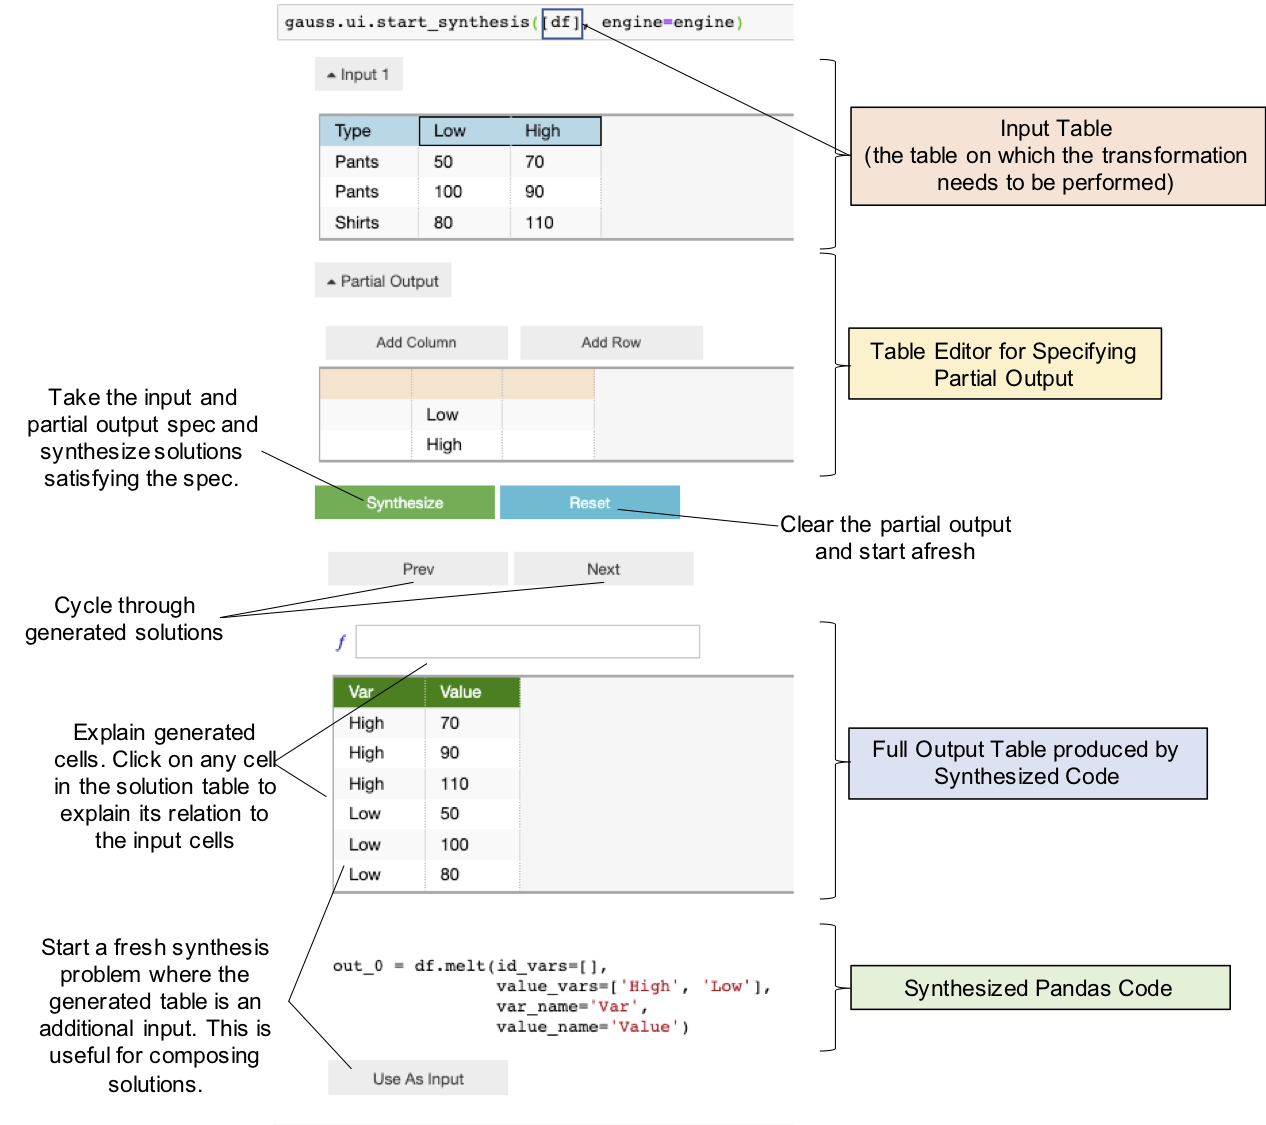 gauss.ui.start_synthesis([df], engine=engine)
Input 1
Type Low High
Pants 50 70
Pants 100 90
Shirts 80 110
Input Table
(the table on which the transformation
needs to be performed)
Partial Output
Add Column Add Row
Low
High
Table Editor for Specifying
Partial Output
Take the input and
partial output spec and
synthesize solutions
satisfying the spec.
Synthesize Reset
Clear the partial output
and start afresh
Prev Next
Cycle through
generated solutions
f
Var Value
High 70
High 90
High 110
Low 50
Low 100
Low 80
Explain generated
cells. Click on any cell
in the solution table to
explain its relation to
the input cells
Full Output Table produced by
Synthesized Code
Start a fresh synthesis
problem where the
generated table is an
additional input. This is
useful for composing
solutions.
out_0 = df.melt(id_vars=[],
value_vars=['High', 'Low'],
var_name='Var',
value_name='Value')
Synthesized Pandas Code
Use As Input